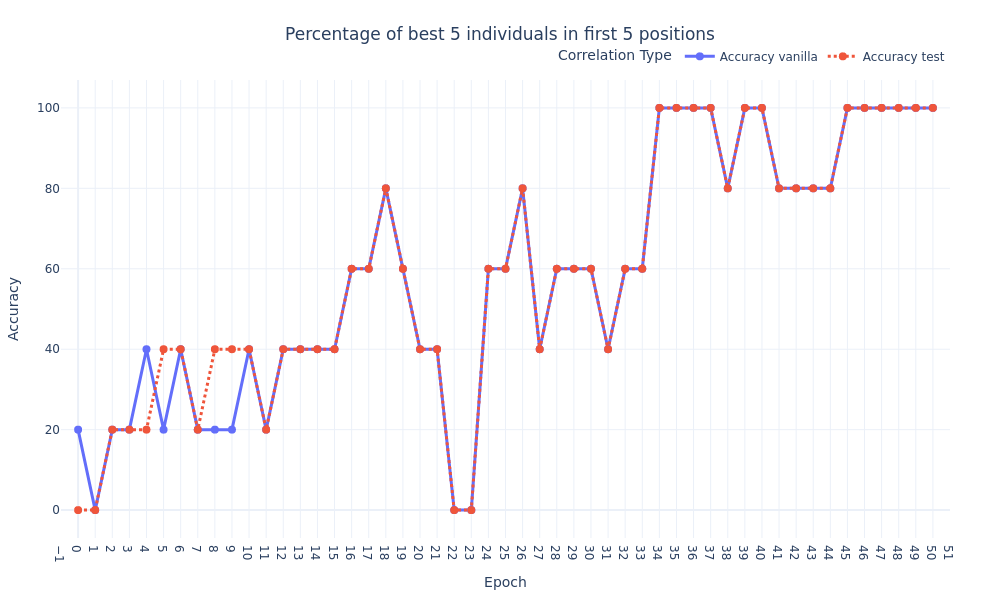 Percentage of best 5 individuals in first 5 positions
Correlation Type Accuracy vanilla Accuracy test
100
80
60
40
20
0
Accuracy
−1 0 1 2 3 4 5 6 7 8 9 10 11 12 13 14 15 16 17 18 19 20 21 22 23 24 25 26 27 28 29 30 31 32 33 34 35 36 37 38 39 40 41 42 43 44 45 46 47 48 49 50 51
Epoch